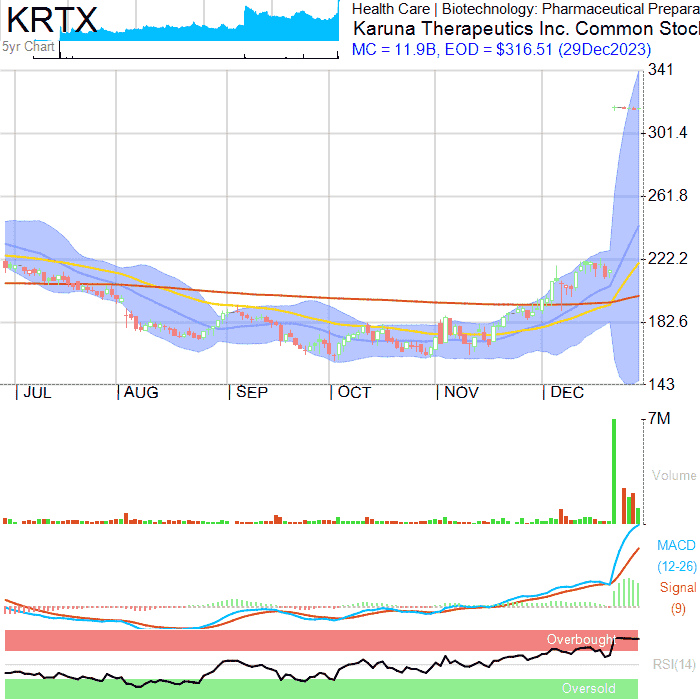 KRTX
5yr Chart
Health Care | Biotechnology: Pharmaceutical Prepara
Karuna Therapeutics Inc. Common Stoc
MC = 11.9B, EOD = $316.51 (29Dec2023)
341
301.4
261.8
222.2
182.6
143
JUL AUG SEP OCT NOV DEC
7M
Volume
MACD
(12-26)
Signal
(9)
Overbought
RSI(14)
Oversold